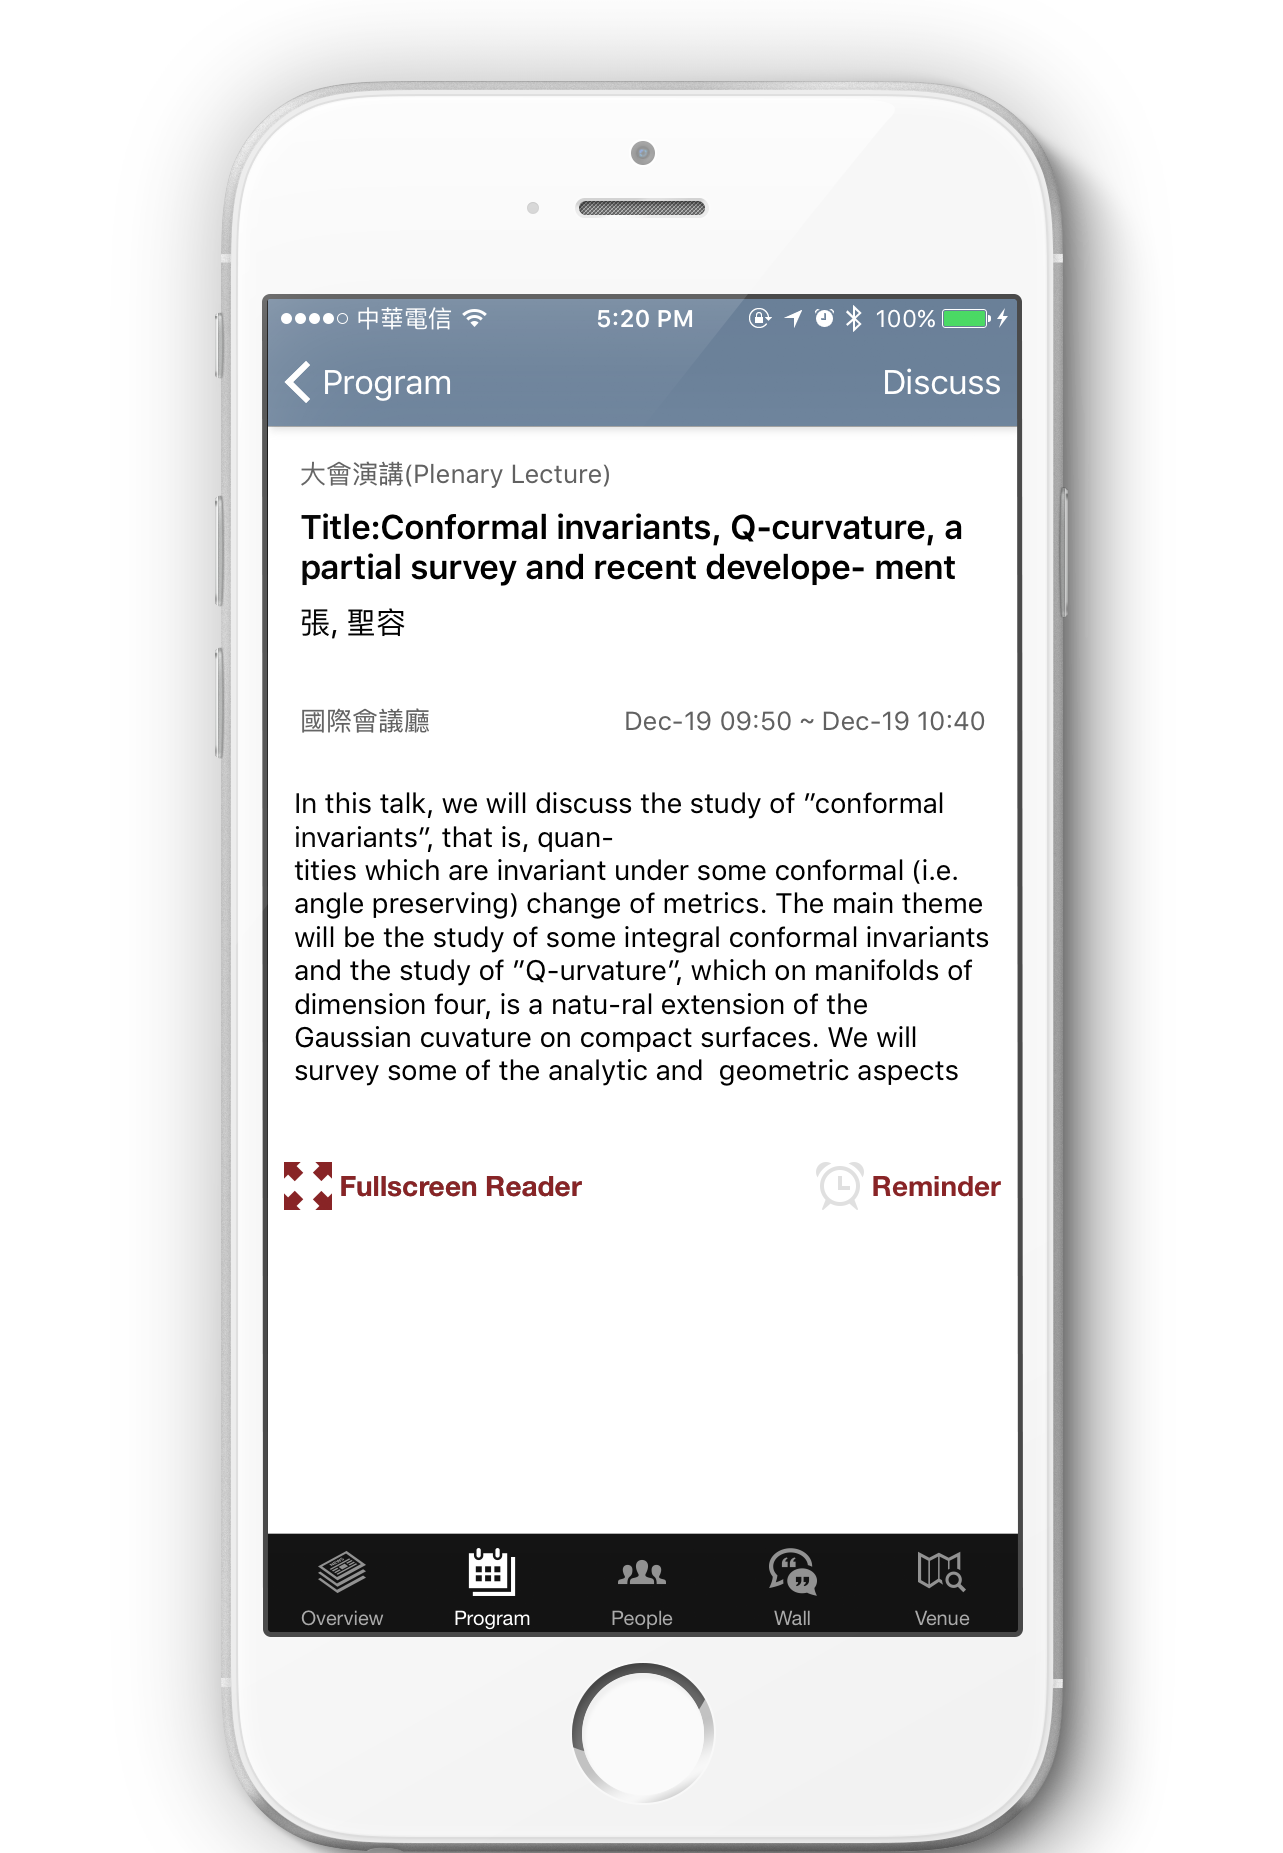 中華電信 5:20 PM 100%
Program Discuss
大會演講(Plenary Lecture)
Title:Conformal invariants, Q-curvature, a
partial survey and recent develope- ment
張, 聖容
國際會議廳 Dec-19 09:50 ~ Dec-19 10:40
In this talk, we will discuss the study of ”conformal
invariants”, that is, quan-
tities which are invariant under some conformal (i.e.
angle preserving) change of metrics. The main theme
will be the study of some integral conformal invariants
and the study of ”Q-urvature”, which on manifolds of
dimension four, is a natu-ral extension of the
Gaussian cuvature on compact surfaces. We will
survey some of the analytic and  geometric aspects
Fullscreen Reader Reminder
Overview Program People Wall Venue